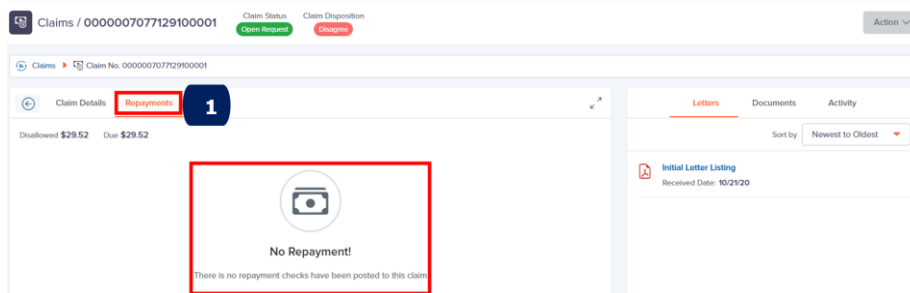 Claims / 0000007077129100001
Claim Status
Open Request
Claim Disposition
Disagree
Action
Claims
Claim No. 0000007077129100001
Claim Details
Repayments
1
Disallowed $29.52 Due $29.52
No Repayment!
There is no repayment checks have been posted to this claim
Letters
Documents
Activity
Sort by
Newest to Oldest
Initial Letter Listing
Received Date: 10/21/20